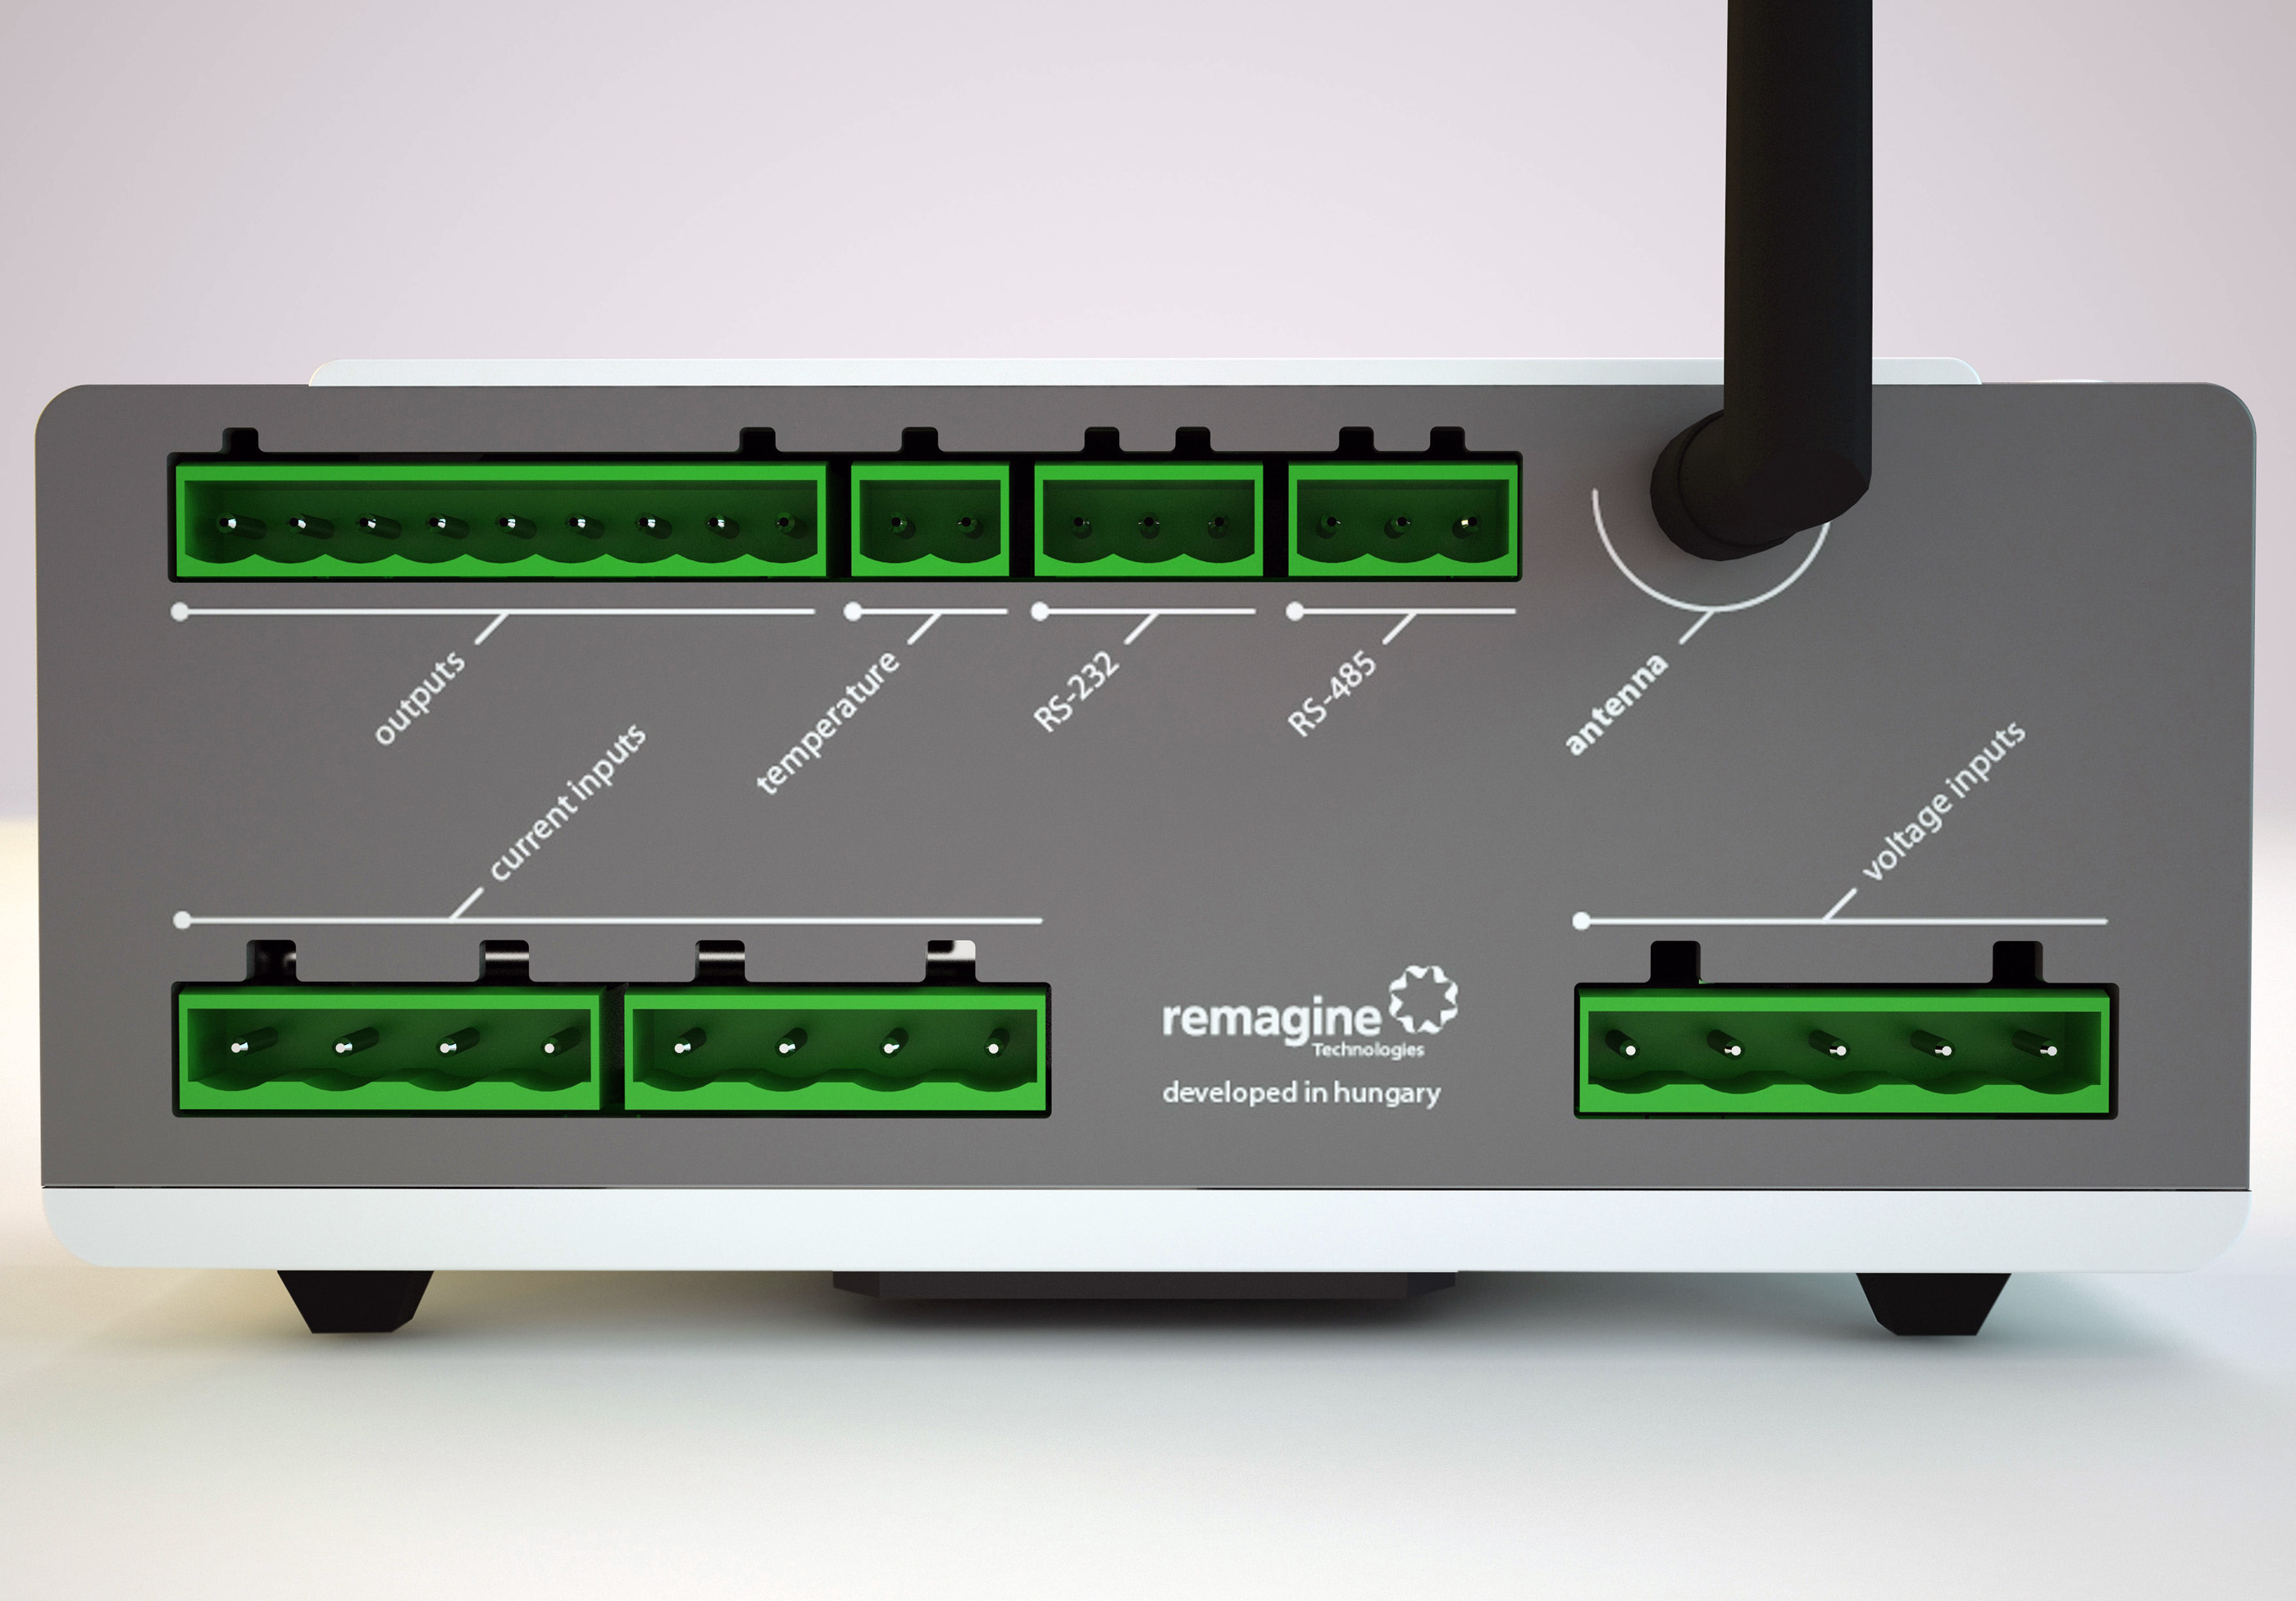 outputs
temperature
RS-232
RS-485
antenna
current inputs
voltage inputs
remagine
Technologies
developed in hungary